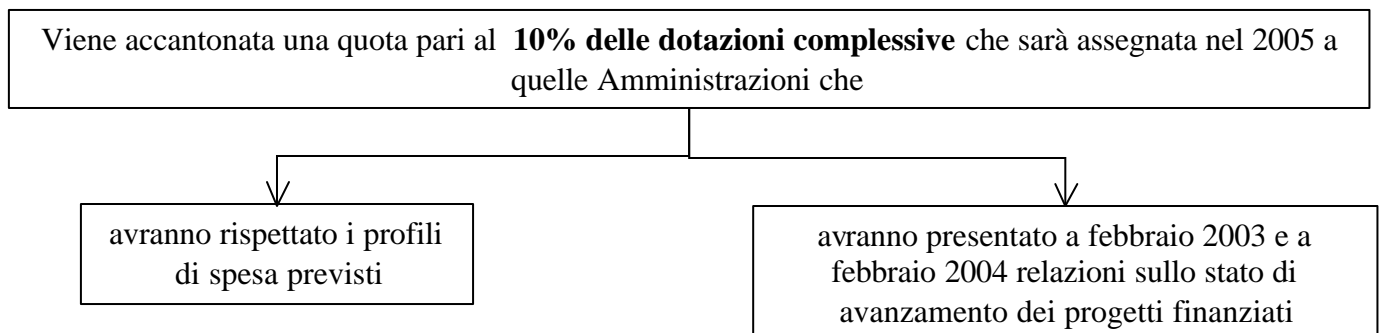 Viene accantonata una quota pari al 10% delle dotazioni complessive che sarà assegnata nel 2005 a
quelle Amministrazioni che
avranno rispettato i profili
di spesa previsti
avranno presentato a febbraio 2003 e a
febbraio 2004 relazioni sullo stato di
avanzamento dei progetti finanziati